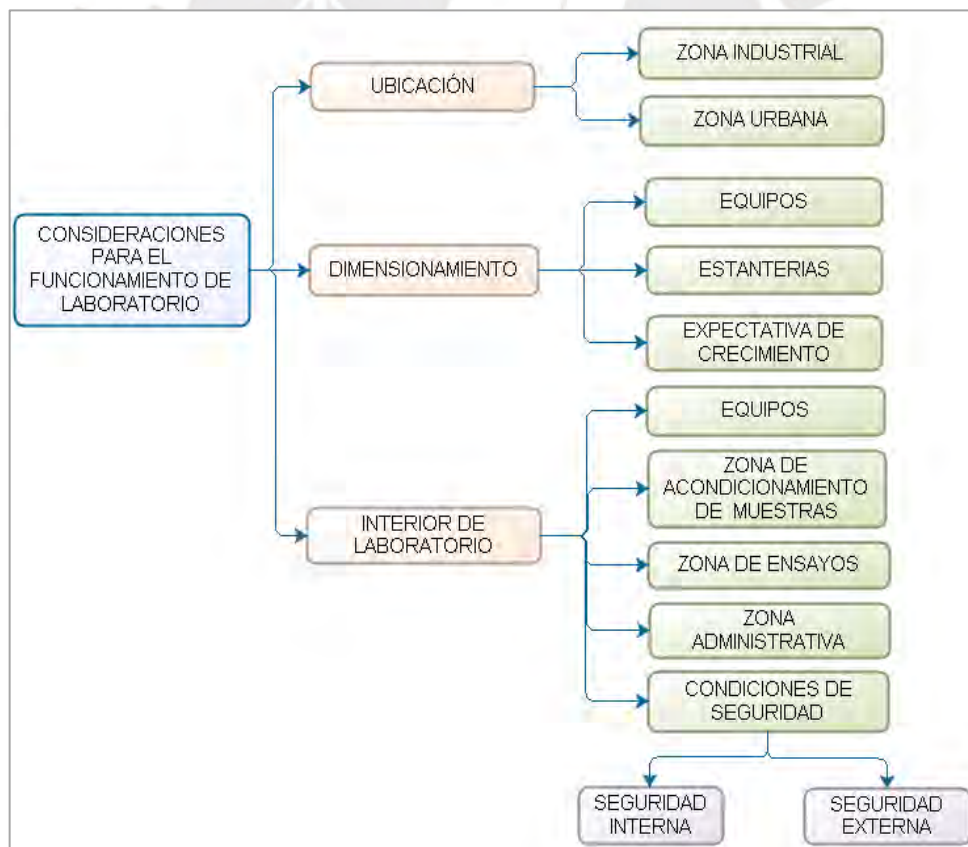 CONSIDERACIONES
PARA EL
FUNCIONAMIENTO DE
LABORATORIO
UBICACIÓN
ZONA INDUSTRIAL
ZONA URBANA
DIMENSIONAMIENTO
EQUIPOS
ESTANTERIAS
EXPECTATIVA DE
CRECIMIENTO
INTERIOR DE
LABORATORIO
EQUIPOS
ZONA DE
ACONDICIONAMIENTO
DE MUESTRAS
ZONA DE ENSAYOS
ZONA
ADMINISTRATIVA
CONDICIONES DE
SEGURIDAD
SEGURIDAD
INTERNA
SEGURIDAD
EXTERNA